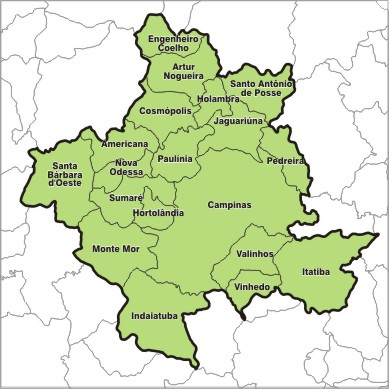 Engenheiro
Coelho
Artur
Nogueira
Santo Antônio
de Posse
Holambra
Cosmópolis
Jaguariúna
Americana
Santa
Bárbara
d'Oeste
Nova
Odessa
Paulínia
Pedreira
Sumaré
Hortolândia
Campinas
Monte Mor
Valinhos
Itatiba
Vinhedo
Indaiatuba